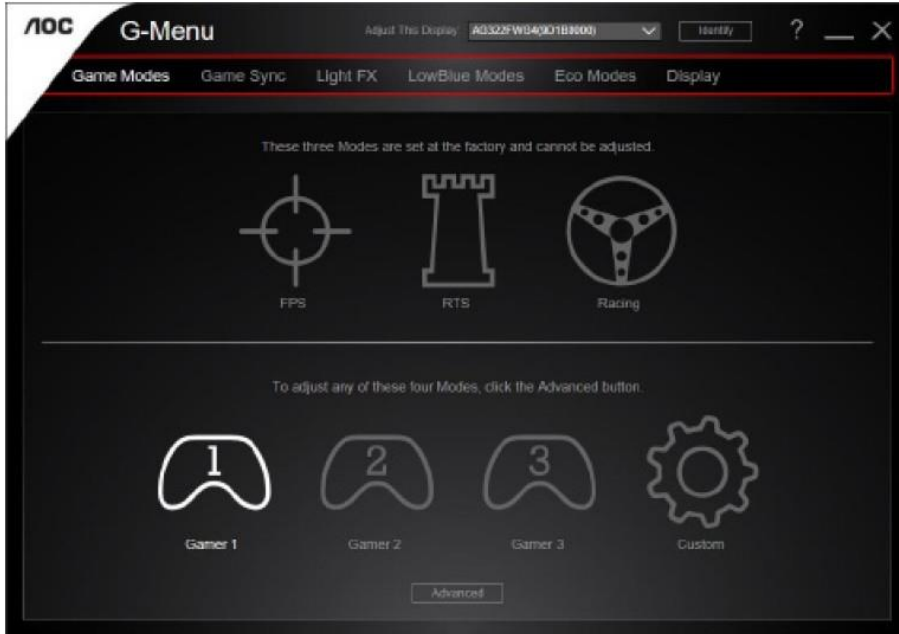 AOC G-Menu Adjust This Display: AG322FWG4(9D1B0000) Identify ?
Game Modes Game Sync Light FX LowBlue Modes Eco Modes Display
These three Modes are set at the factory and cannot be adjusted.
FPS RTS Racing
To adjust any of these four Modes, click the Advanced button.
1 2 3
Gamer 1 Gamer 2 Gamer 3 Custom
Advanced